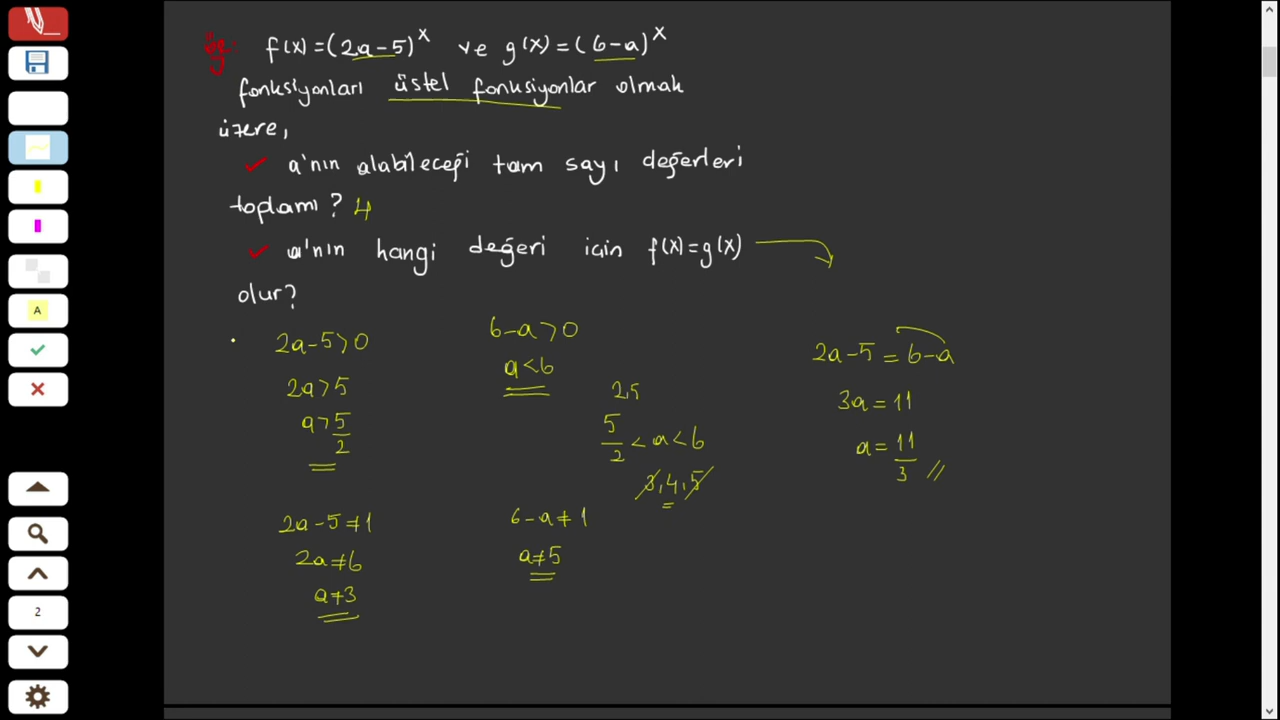 Ör: f(x)=(2a-5)^x ve g(x)=(6-a)^x
fonksiyonları üstel fonksiyonlar olmak
üzere,
✓ a'nın alabileceği tam sayı değerleri
toplamı? 4
✓ a'nın hangi değeri için f(x)=g(x)
olur?
2a-5>0
2a>5
a>5/2
6-a>0
a<6
2,5
5/2<a<6
3,4,5
2a-5=6-a
3a=11
a=11/3 //
2a-5≠1
2a≠6
a≠3
6-a≠1
a≠5
A
2